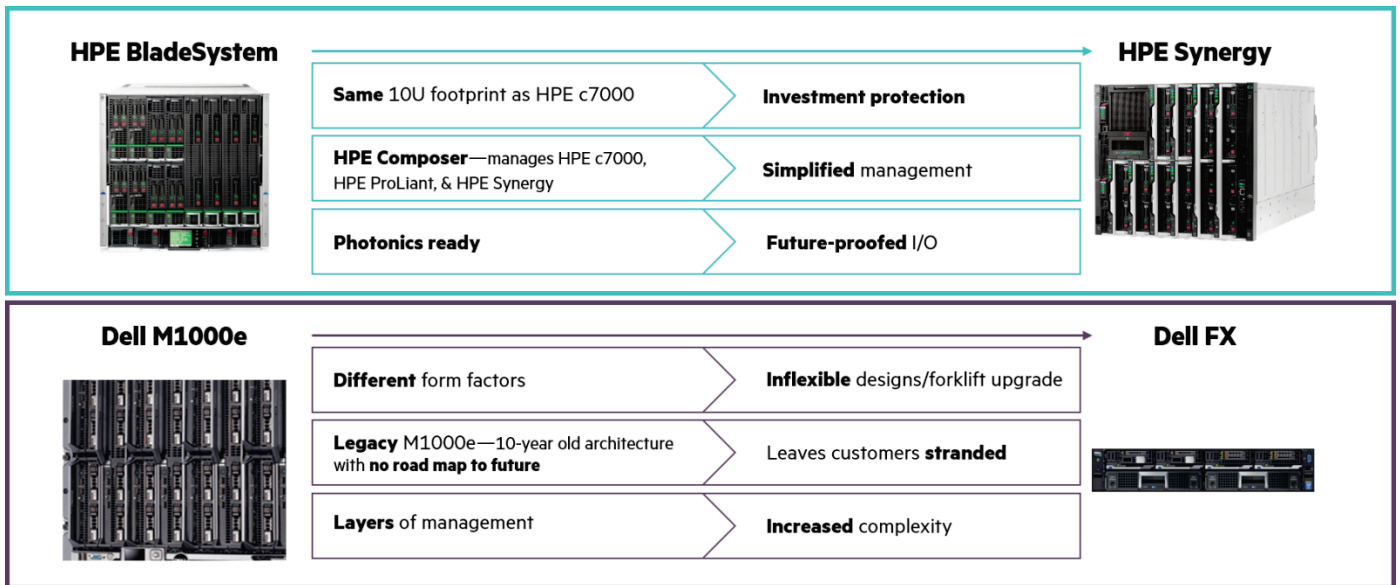 HPE BladeSystem
HPE Synergy
Same 10U footprint as HPE c7000
Investment protection
HPE Composer—manages HPE c7000,
HPE ProLiant, & HPE Synergy
Simplified management
Photonics ready
Future-proofed I/O
Dell M1000e
Dell FX
Different form factors
Inflexible designs/forklift upgrade
Legacy M1000e—10-year old architecture
with no road map to future
Leaves customers stranded
Layers of management
Increased complexity